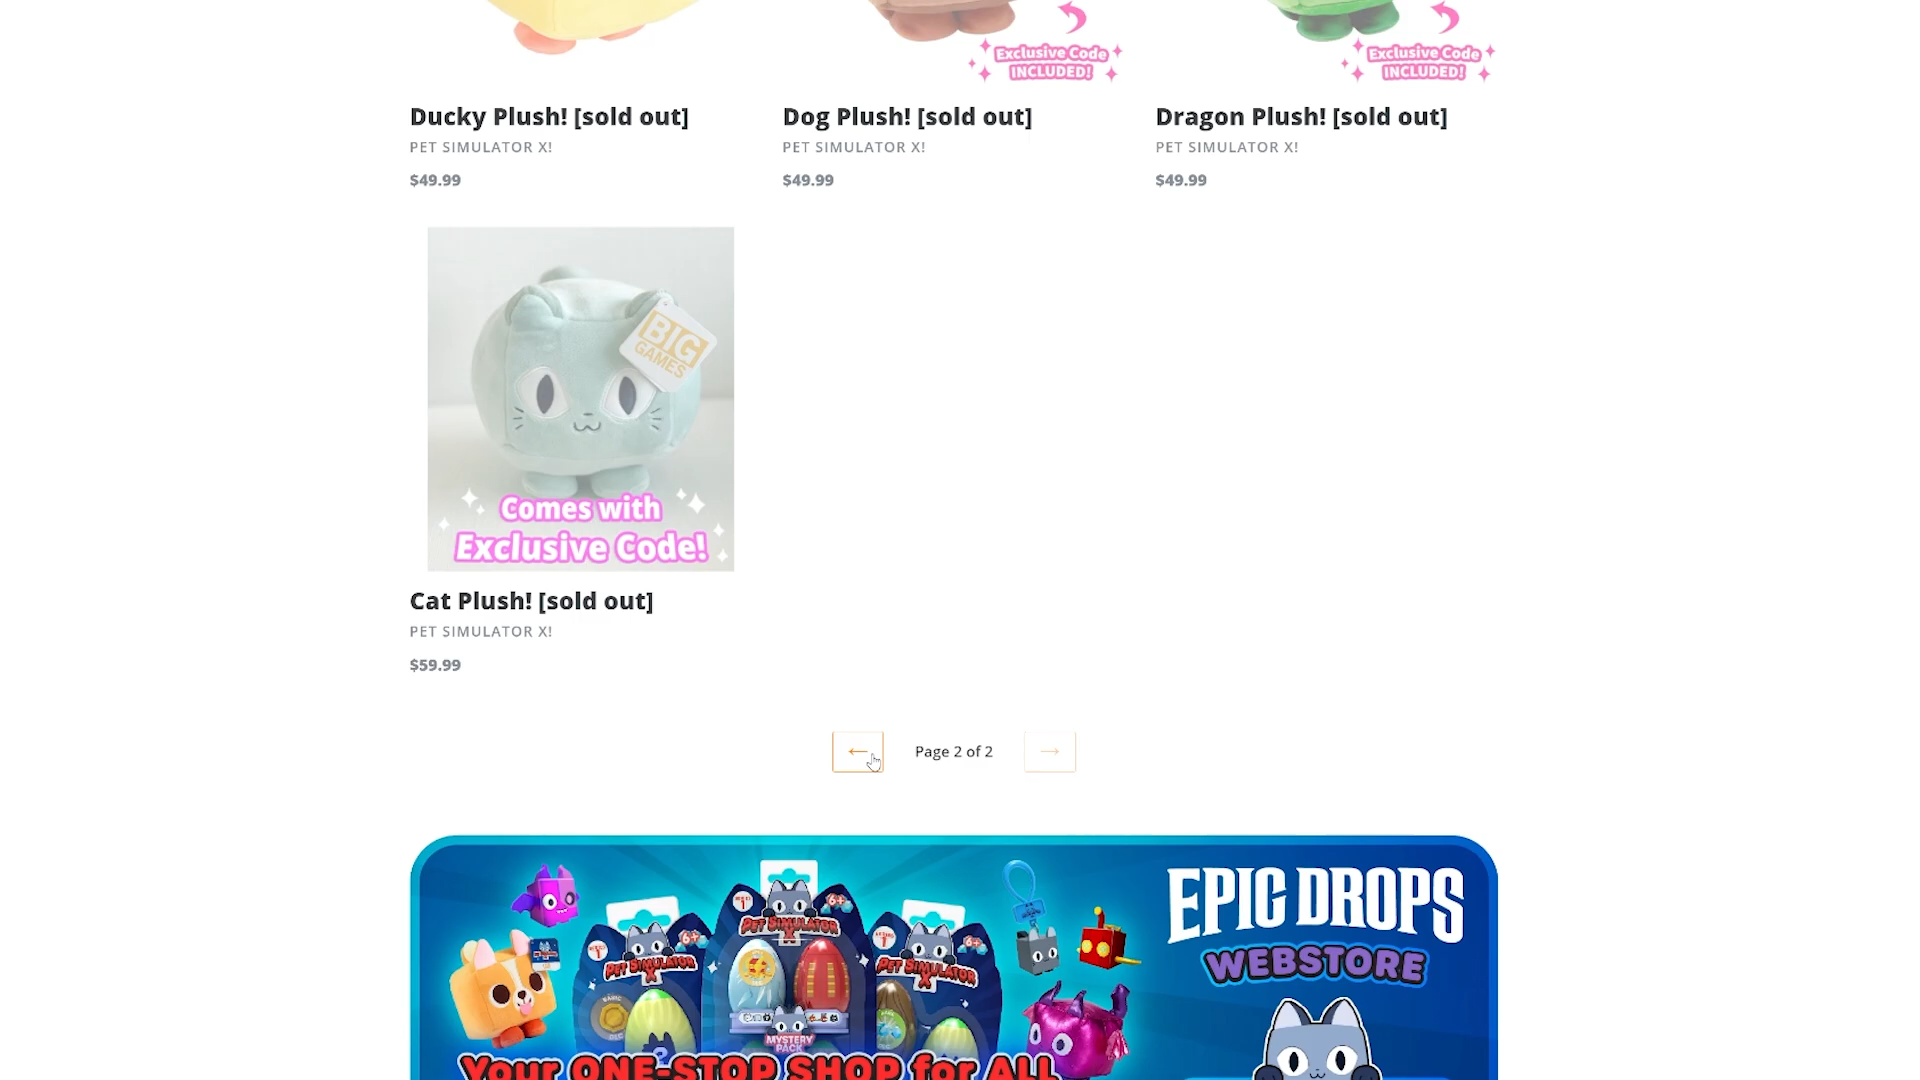 Exclusive Code
INCLUDED!
Exclusive Code
INCLUDED!
Ducky Plush! [sold out]
PET SIMULATOR X!
$49.99
Dog Plush! [sold out]
PET SIMULATOR X!
$49.99
Dragon Plush! [sold out]
PET SIMULATOR X!
$49.99
BIG
GAMES
Comes with
Exclusive Code!
Cat Plush! [sold out]
PET SIMULATOR X!
$59.99
← Page 2 of 2 →
EPIC DROPS
WEBSTORE
PET SIMULATOR X
PET SIMULATOR X
PET SIMULATOR X
6+
6+
6+
MYSTERY
PACK
Your ONE-STOP SHOP for ALL